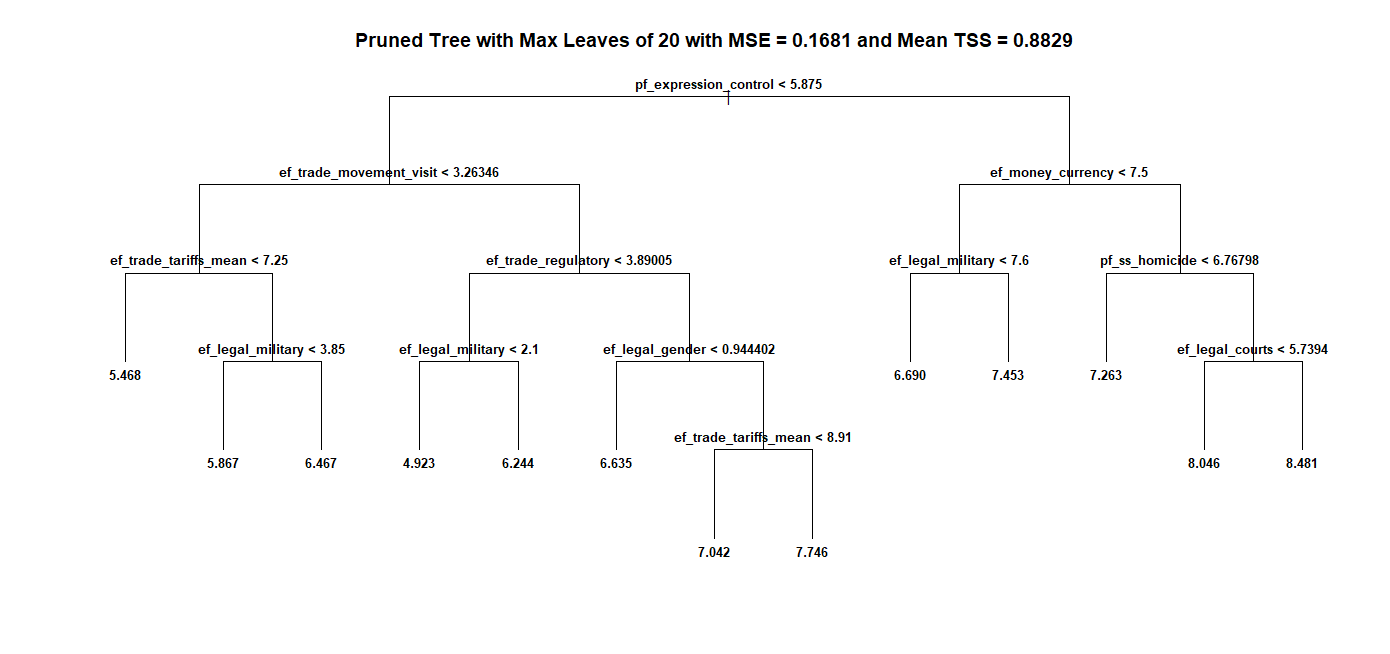 Pruned Tree with Max Leaves of 20 with MSE = 0.1681 and Mean TSS = 0.8829
pf_expression_control < 5.875
ef_trade_movement_visit < 3.26346
ef_money_currency < 7.5
ef_trade_tariffs_mean < 7.25
ef_trade_regulatory < 3.89005
ef_legal_military < 7.6
pf_ss_homicide < 6.76798
ef_legal_military < 3.85
ef_legal_military < 2.1
ef_legal_gender < 0.944402
ef_legal_courts < 5.7394
5.468
6.690
7.453
7.263
ef_trade_tariffs_mean < 8.91
5.867
6.467
4.923
6.244
6.635
8.046
8.481
7.042
7.746